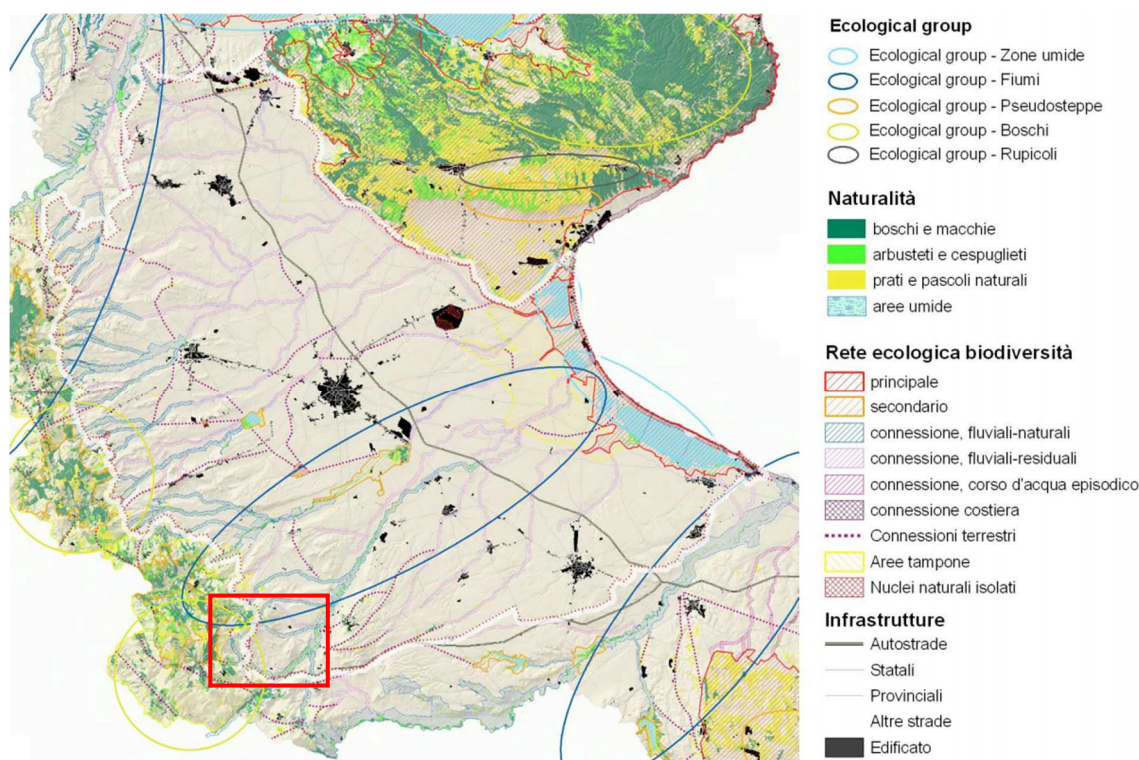 Ecological group
Ecological group - Zone umide
Ecological group - Fiumi
Ecological group - Pseudosteppe
Ecological group - Boschi
Ecological group - Rupicoli
Naturalità
boschi e macchie
arbusteti e cespuglieti
prati e pascoli naturali
aree umide
Rete ecologica biodiversità
principale
secondario
connessione, fluviali-naturali
connessione, fluviali-residuali
connessione, corso d'acqua episodico
connessione costiera
Connessioni terrestri
Aree tampone
Nuclei naturali isolati
Infrastrutture
Autostrade
Statali
Provinciali
Altre strade
Edificato